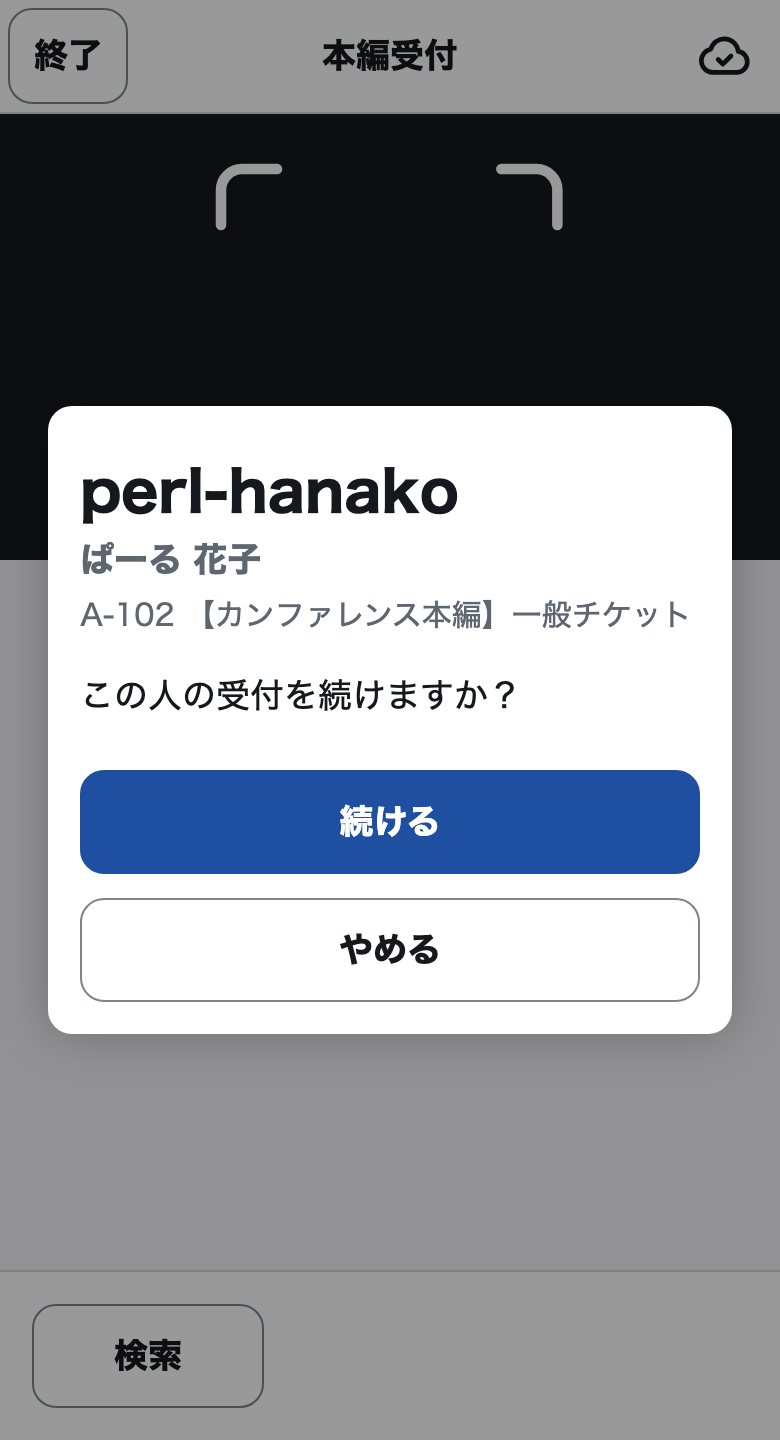 終了
本編受付
perl-hanako
ぱーる 花子
A-102 【カンファレンス本編】一般チケット
この人の受付を続けますか？
続ける
やめる
検索